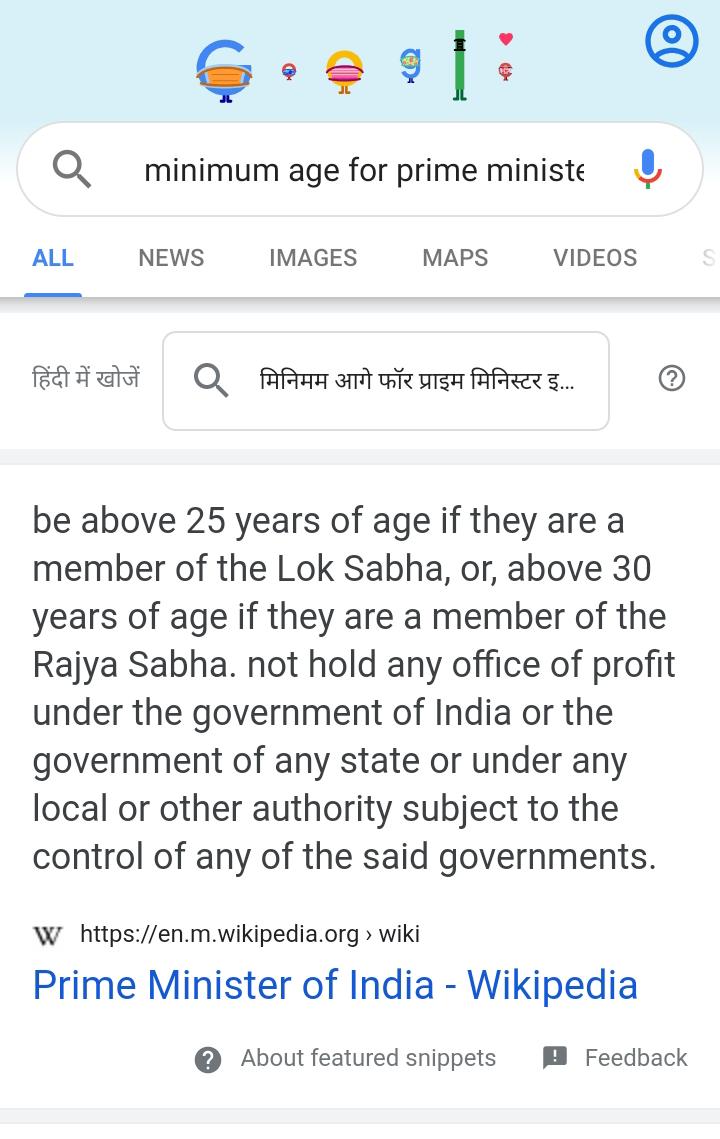 minimum age for prime ministe
ALL NEWS IMAGES MAPS VIDEOS S
हिंदी में खोजें मिनिमम आगे फॉर प्राइम मिनिस्टर इ...
be above 25 years of age if they are a
member of the Lok Sabha, or, above 30
years of age if they are a member of the
Rajya Sabha. not hold any office of profit
under the government of India or the
government of any state or under any
local or other authority subject to the
control of any of the said governments.
W https://en.m.wikipedia.org › wiki
Prime Minister of India - Wikipedia
About featured snippets Feedback